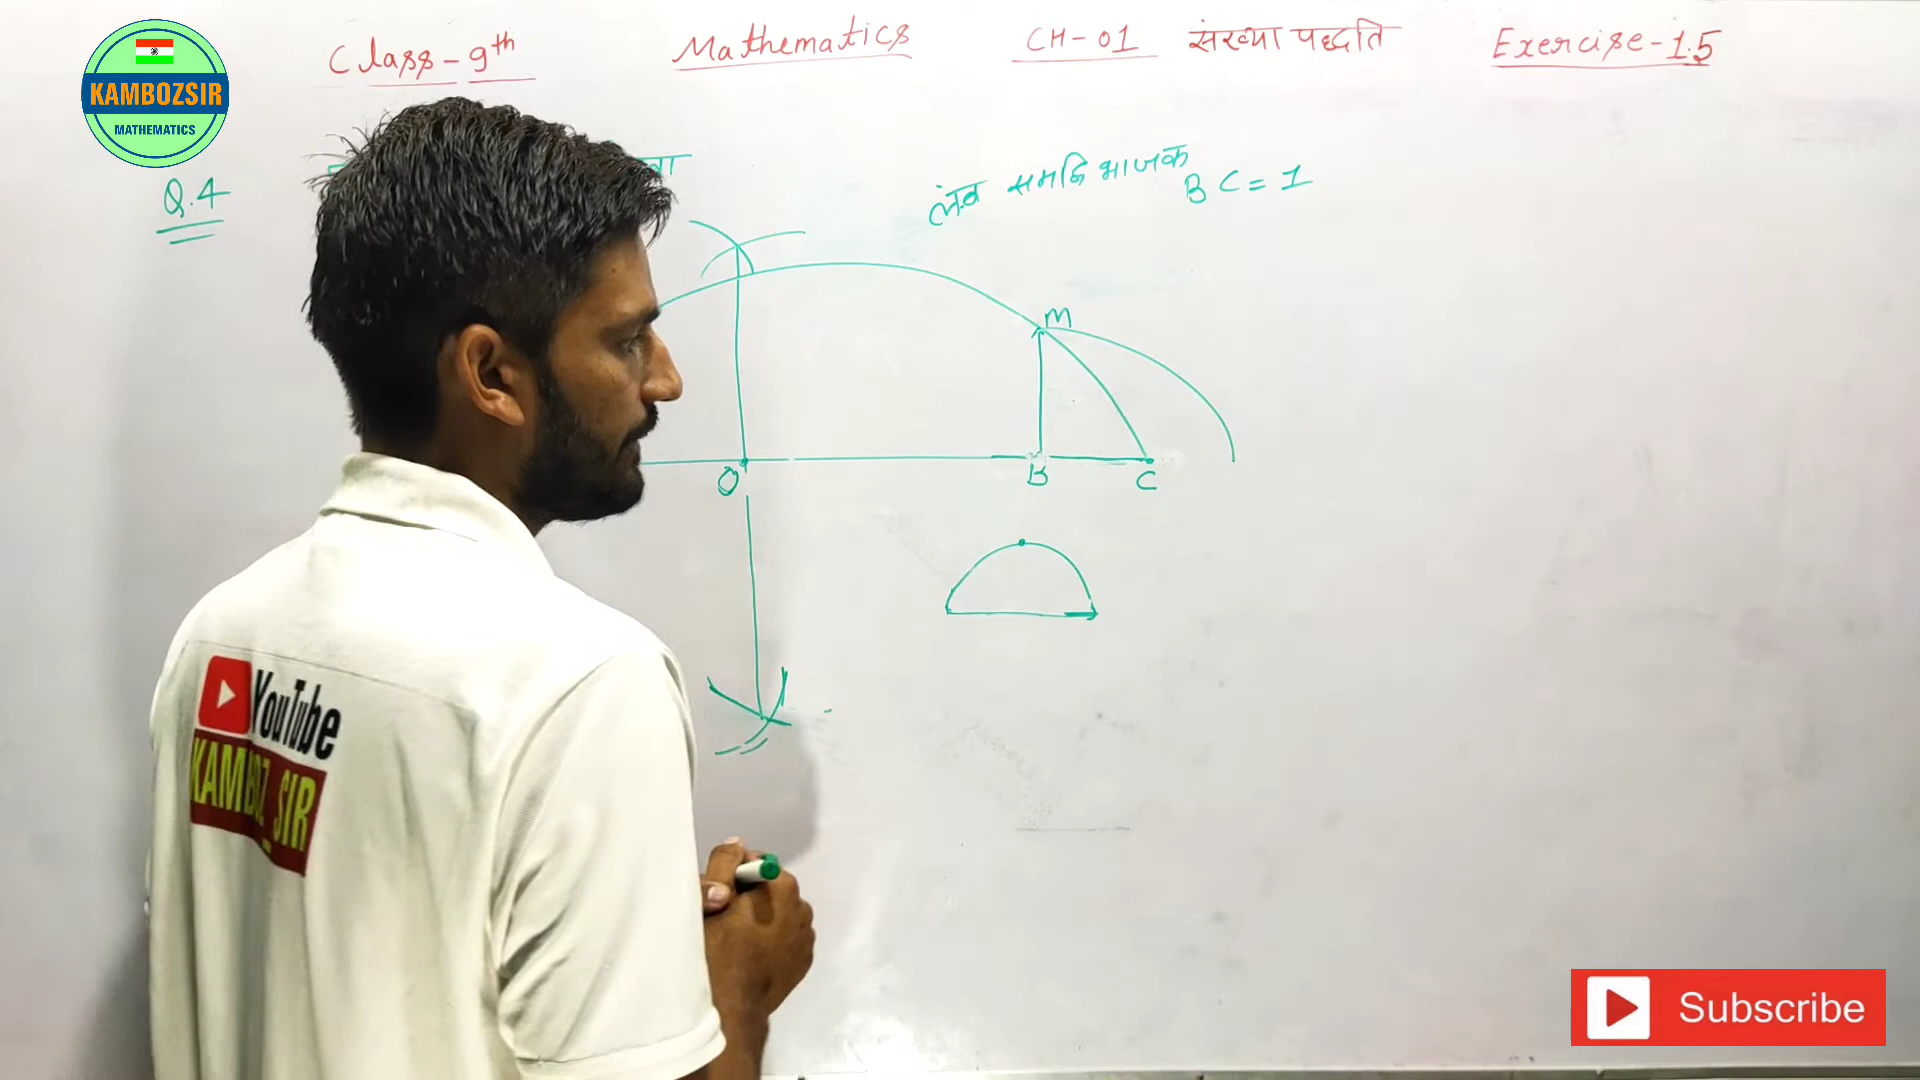 Class-9th Mathematics CH-01 संख्या पद्धति Exercise-1.5
KAMBOZSIR
MATHEMATICS
Q.4
लंब समद्विभाजक
BC = 1
M
O B C
YouTube
KAMBOZ_SIR
Subscribe